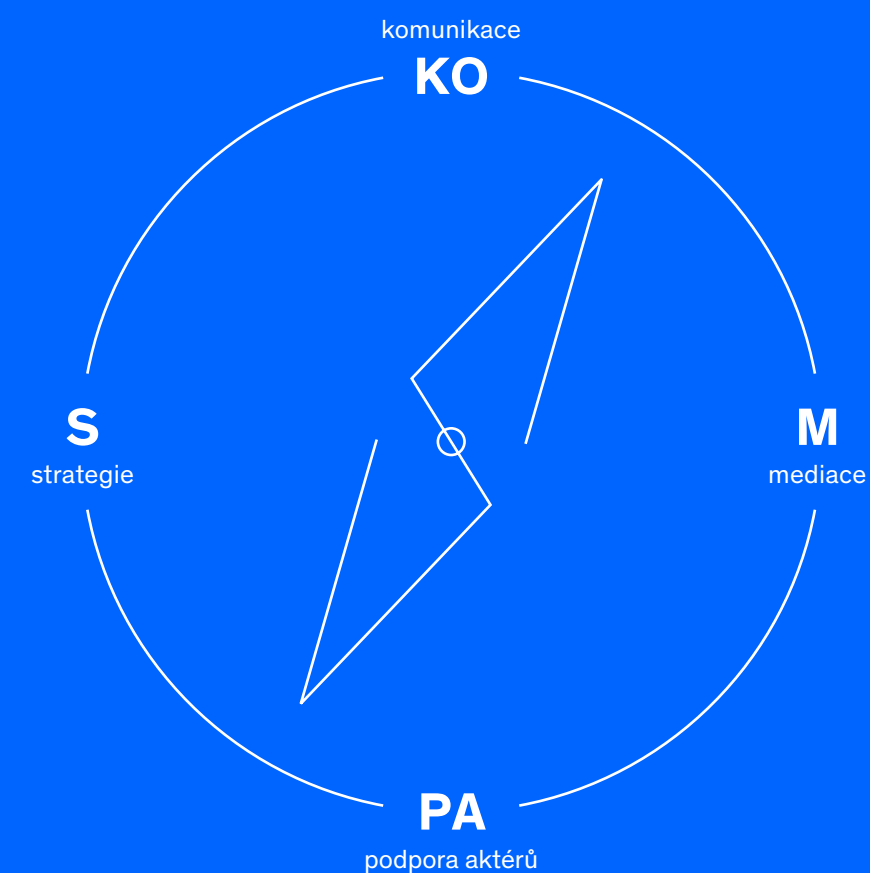 komunikace
KO
S
strategie
M
mediace
PA
podpora aktérů